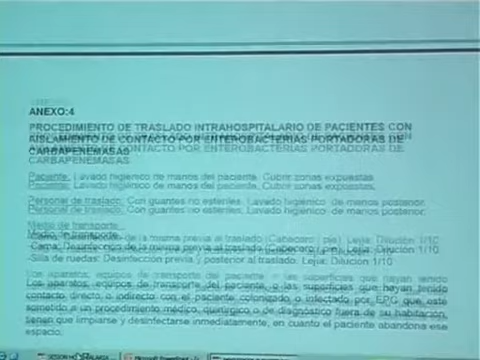 ANEXO:4
PROCEDIMIENTO DE TRASLADO INTRAHOSPITALARIO DE PACIENTES CON
AISLAMIENTO DE CONTACTO POR ENTEROBACTERIAS PORTADORAS DE
CARBAPENEMASAS
Paciente: Lavado higiénico de manos del paciente. Cubrir zonas expuestas.
Personal de traslado: Con guantes no estériles. Lavado higiénico de manos posterior.
Medio de transporte:
-Cama: Desinfección de la misma previa al traslado (Cabecero y pie). Lejía: Dilución 1/10
-Silla de ruedas: Desinfección previa y posterior al traslado. Lejía: Dilución 1/10
Los aparatos, equipos de transporte del paciente, o las superficies que hayan tenido
contacto directo o indirecto con el paciente colonizado o infectado por EPC que esté
sometido a un procedimiento médico, quirúrgico o de diagnóstico fuera de su habitación,
tienen que limpiarse y desinfectarse inmediatamente, en cuanto el paciente abandona ese
espacio.
Microsoft PowerPoint